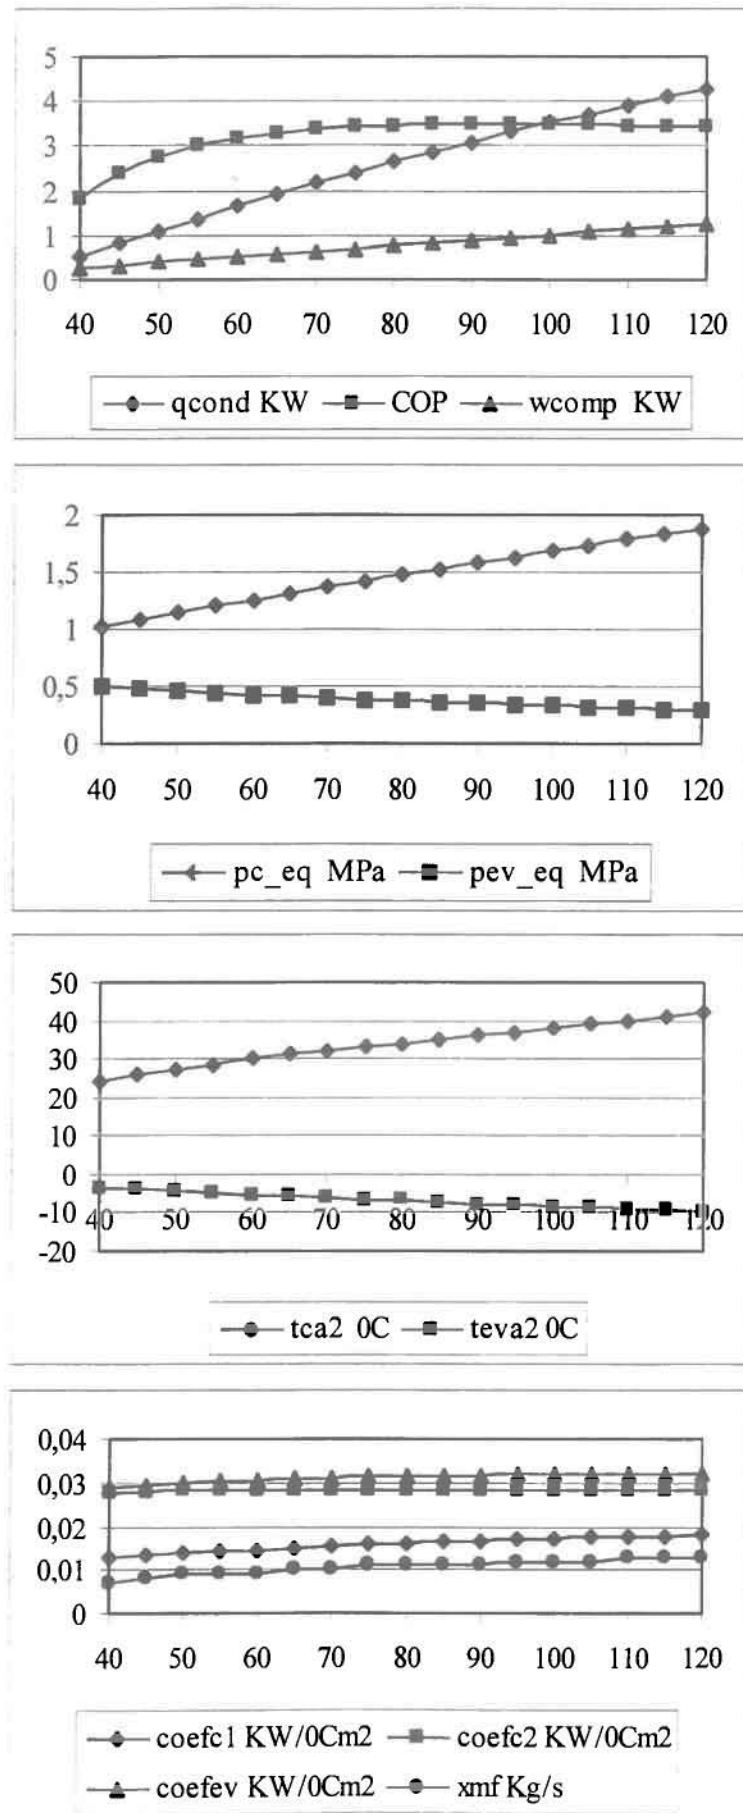 5
4
3
2
1
0
40 50 60 70 80 90 100 110 120
qcond KW COP wcomp KW
2
1,5
1
0,5
0
40 50 60 70 80 90 100 110 120
pc_eq MPa pev_eq MPa
50
40
30
20
10
0
-10
40 50 60 70 80 90 100 110 120
-20
tca2 0C teva2 0C
0,04
0,03
0,02
0,01
0
40 50 60 70 80 90 100 110 120
coefc1 KW/0Cm2 coefc2 KW/0Cm2
coefev KW/0Cm2 xmf Kg/s